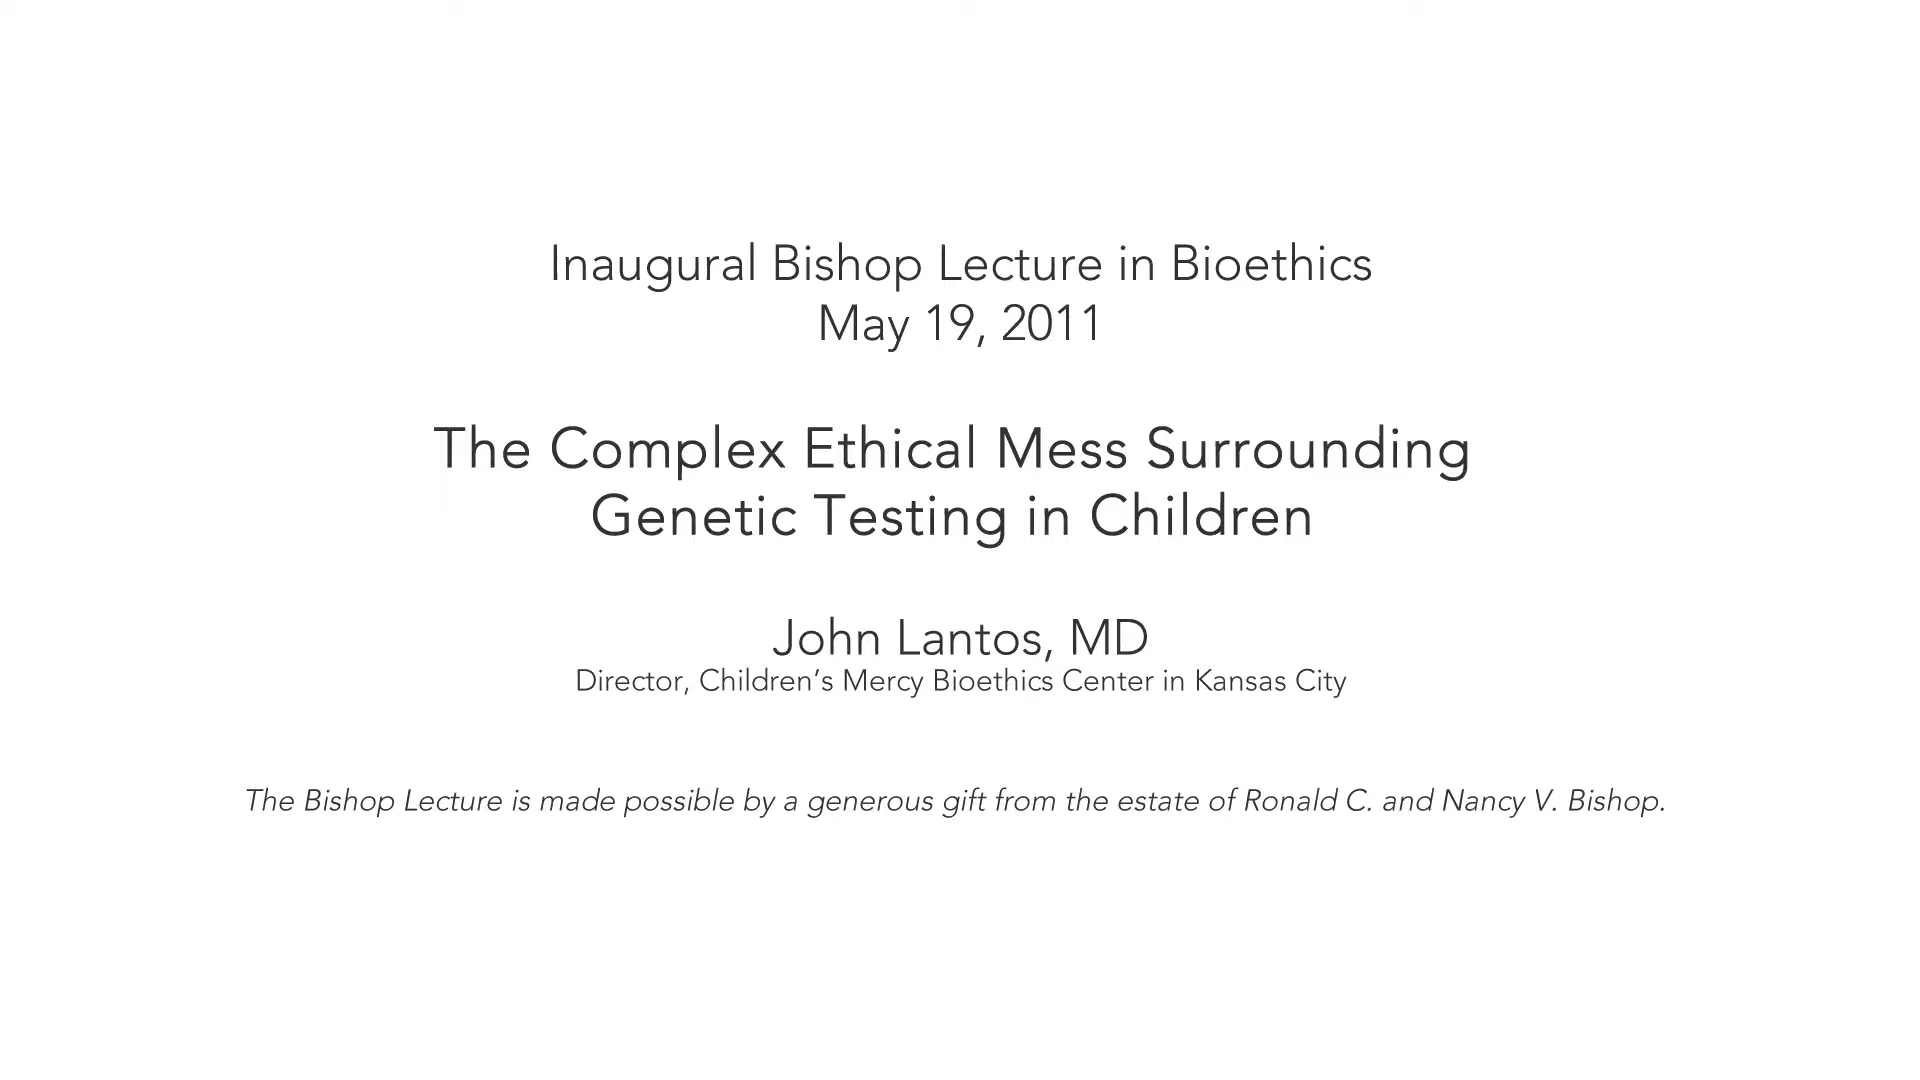 Inaugural Bishop Lecture in Bioethics
May 19, 2011
The Complex Ethical Mess Surrounding
Genetic Testing in Children
John Lantos, MD
Director, Children’s Mercy Bioethics Center in Kansas City
The Bishop Lecture is made possible by a generous gift from the estate of Ronald C. and Nancy V. Bishop.